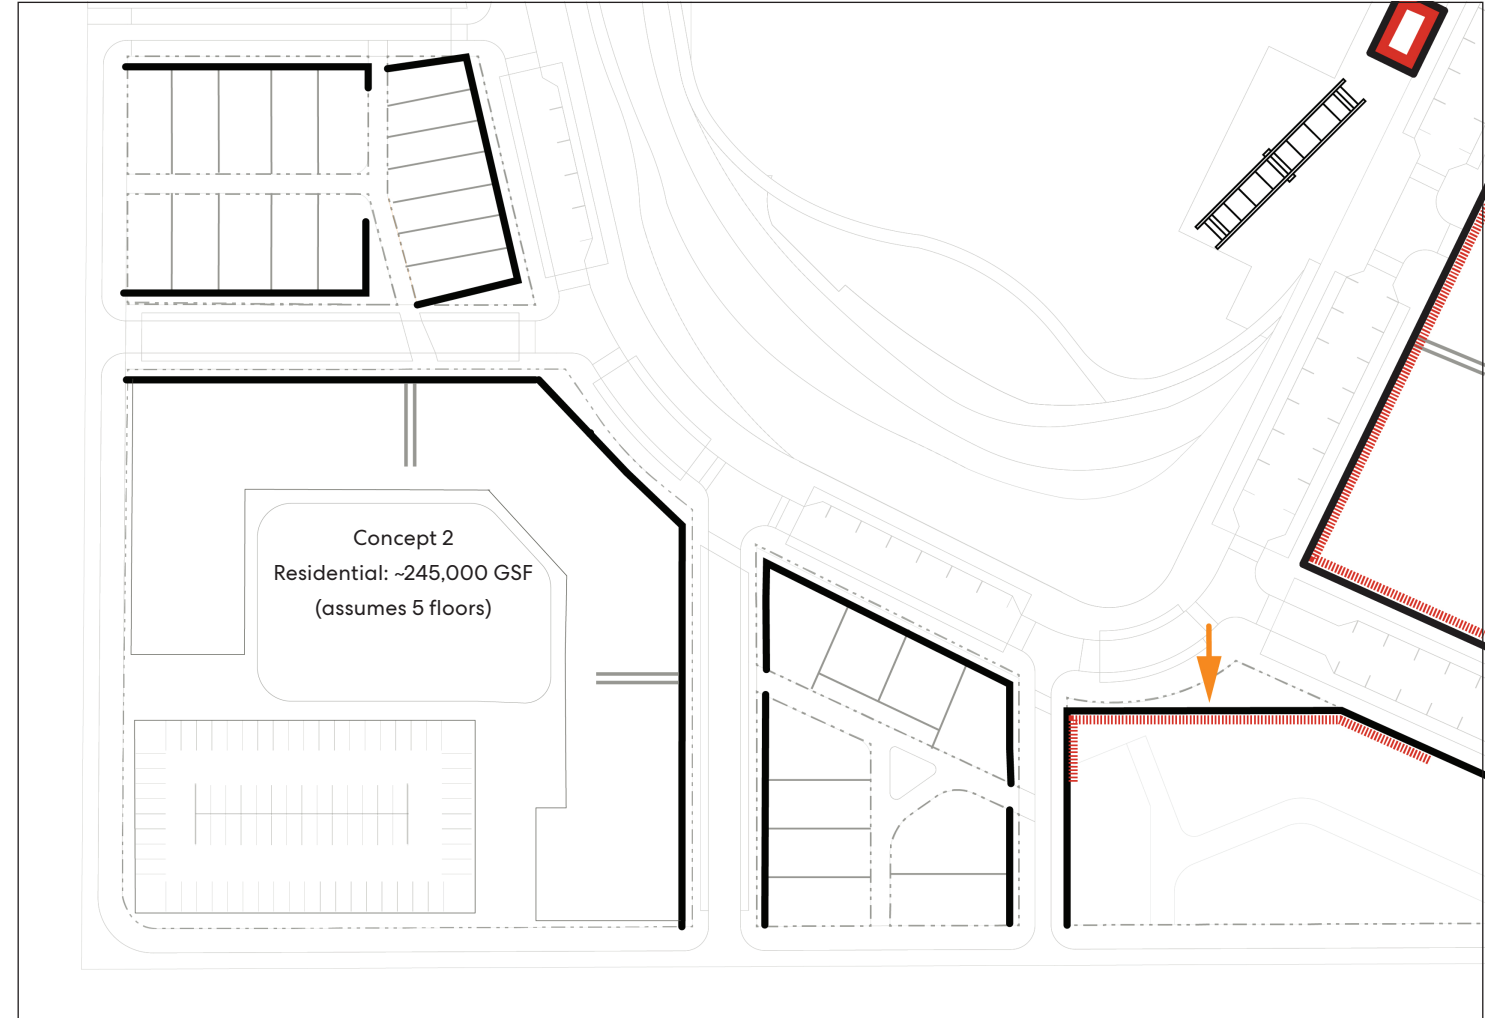 Concept 2
Residential: ~245,000 GSF
(assumes 5 floors)